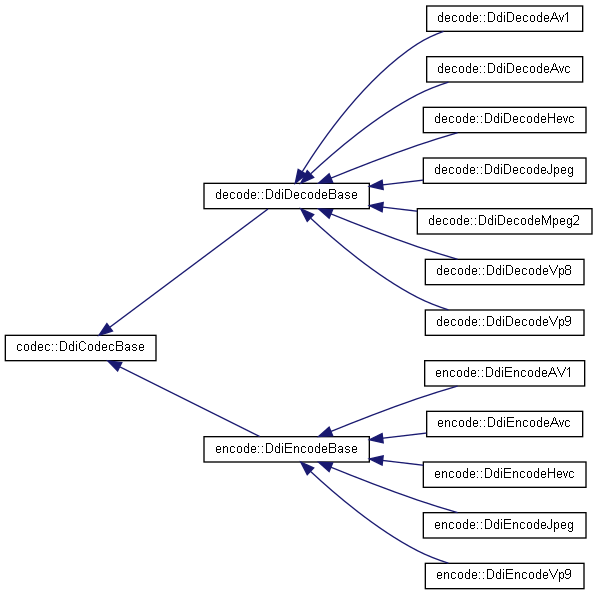 decode::DdiDecodeAv1
decode::DdiDecodeAvc
decode::DdiDecodeHevc
decode::DdiDecodeJpeg
decode::DdiDecodeBase
decode::DdiDecodeMpeg2
decode::DdiDecodeVp8
decode::DdiDecodeVp9
codec::DdiCodecBase
encode::DdiEncodeAV1
encode::DdiEncodeAvc
encode::DdiEncodeBase
encode::DdiEncodeHevc
encode::DdiEncodeJpeg
encode::DdiEncodeVp9